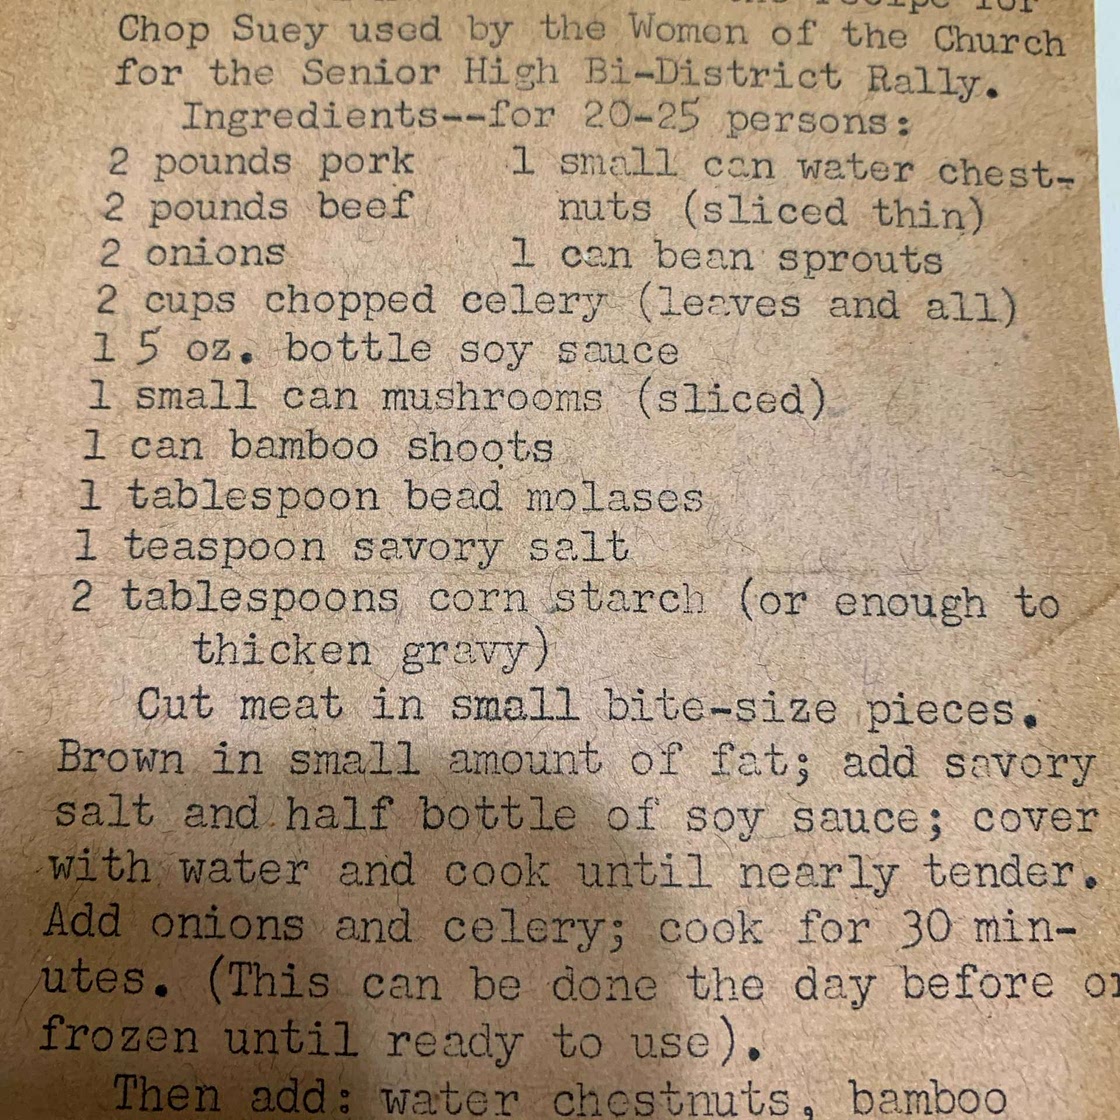 the recipe for
Chop Suey used by the Women of the Church
for the Senior High Bi-District Rally.
Ingredients--for 20-25 persons:
2 pounds pork 1 small can water chest-
2 pounds beef nuts (sliced thin)
2 onions 1 can bean sprouts
2 cups chopped celery (leaves and all)
1 5 oz. bottle soy sauce
1 small can mushrooms (sliced)
1 can bamboo shoots
1 tablespoon bead molases
1 teaspoon savory salt
2 tablespoons corn starch (or enough to
thicken gravy)
Cut meat in small bite-size pieces.
Brown in small amount of fat; add savory
salt and half bottle of soy sauce; cover
with water and cook until nearly tender.
Add onions and celery; cook for 30 min-
utes. (This can be done the day before or
frozen until ready to use).
Then add: water chestnuts, bamboo